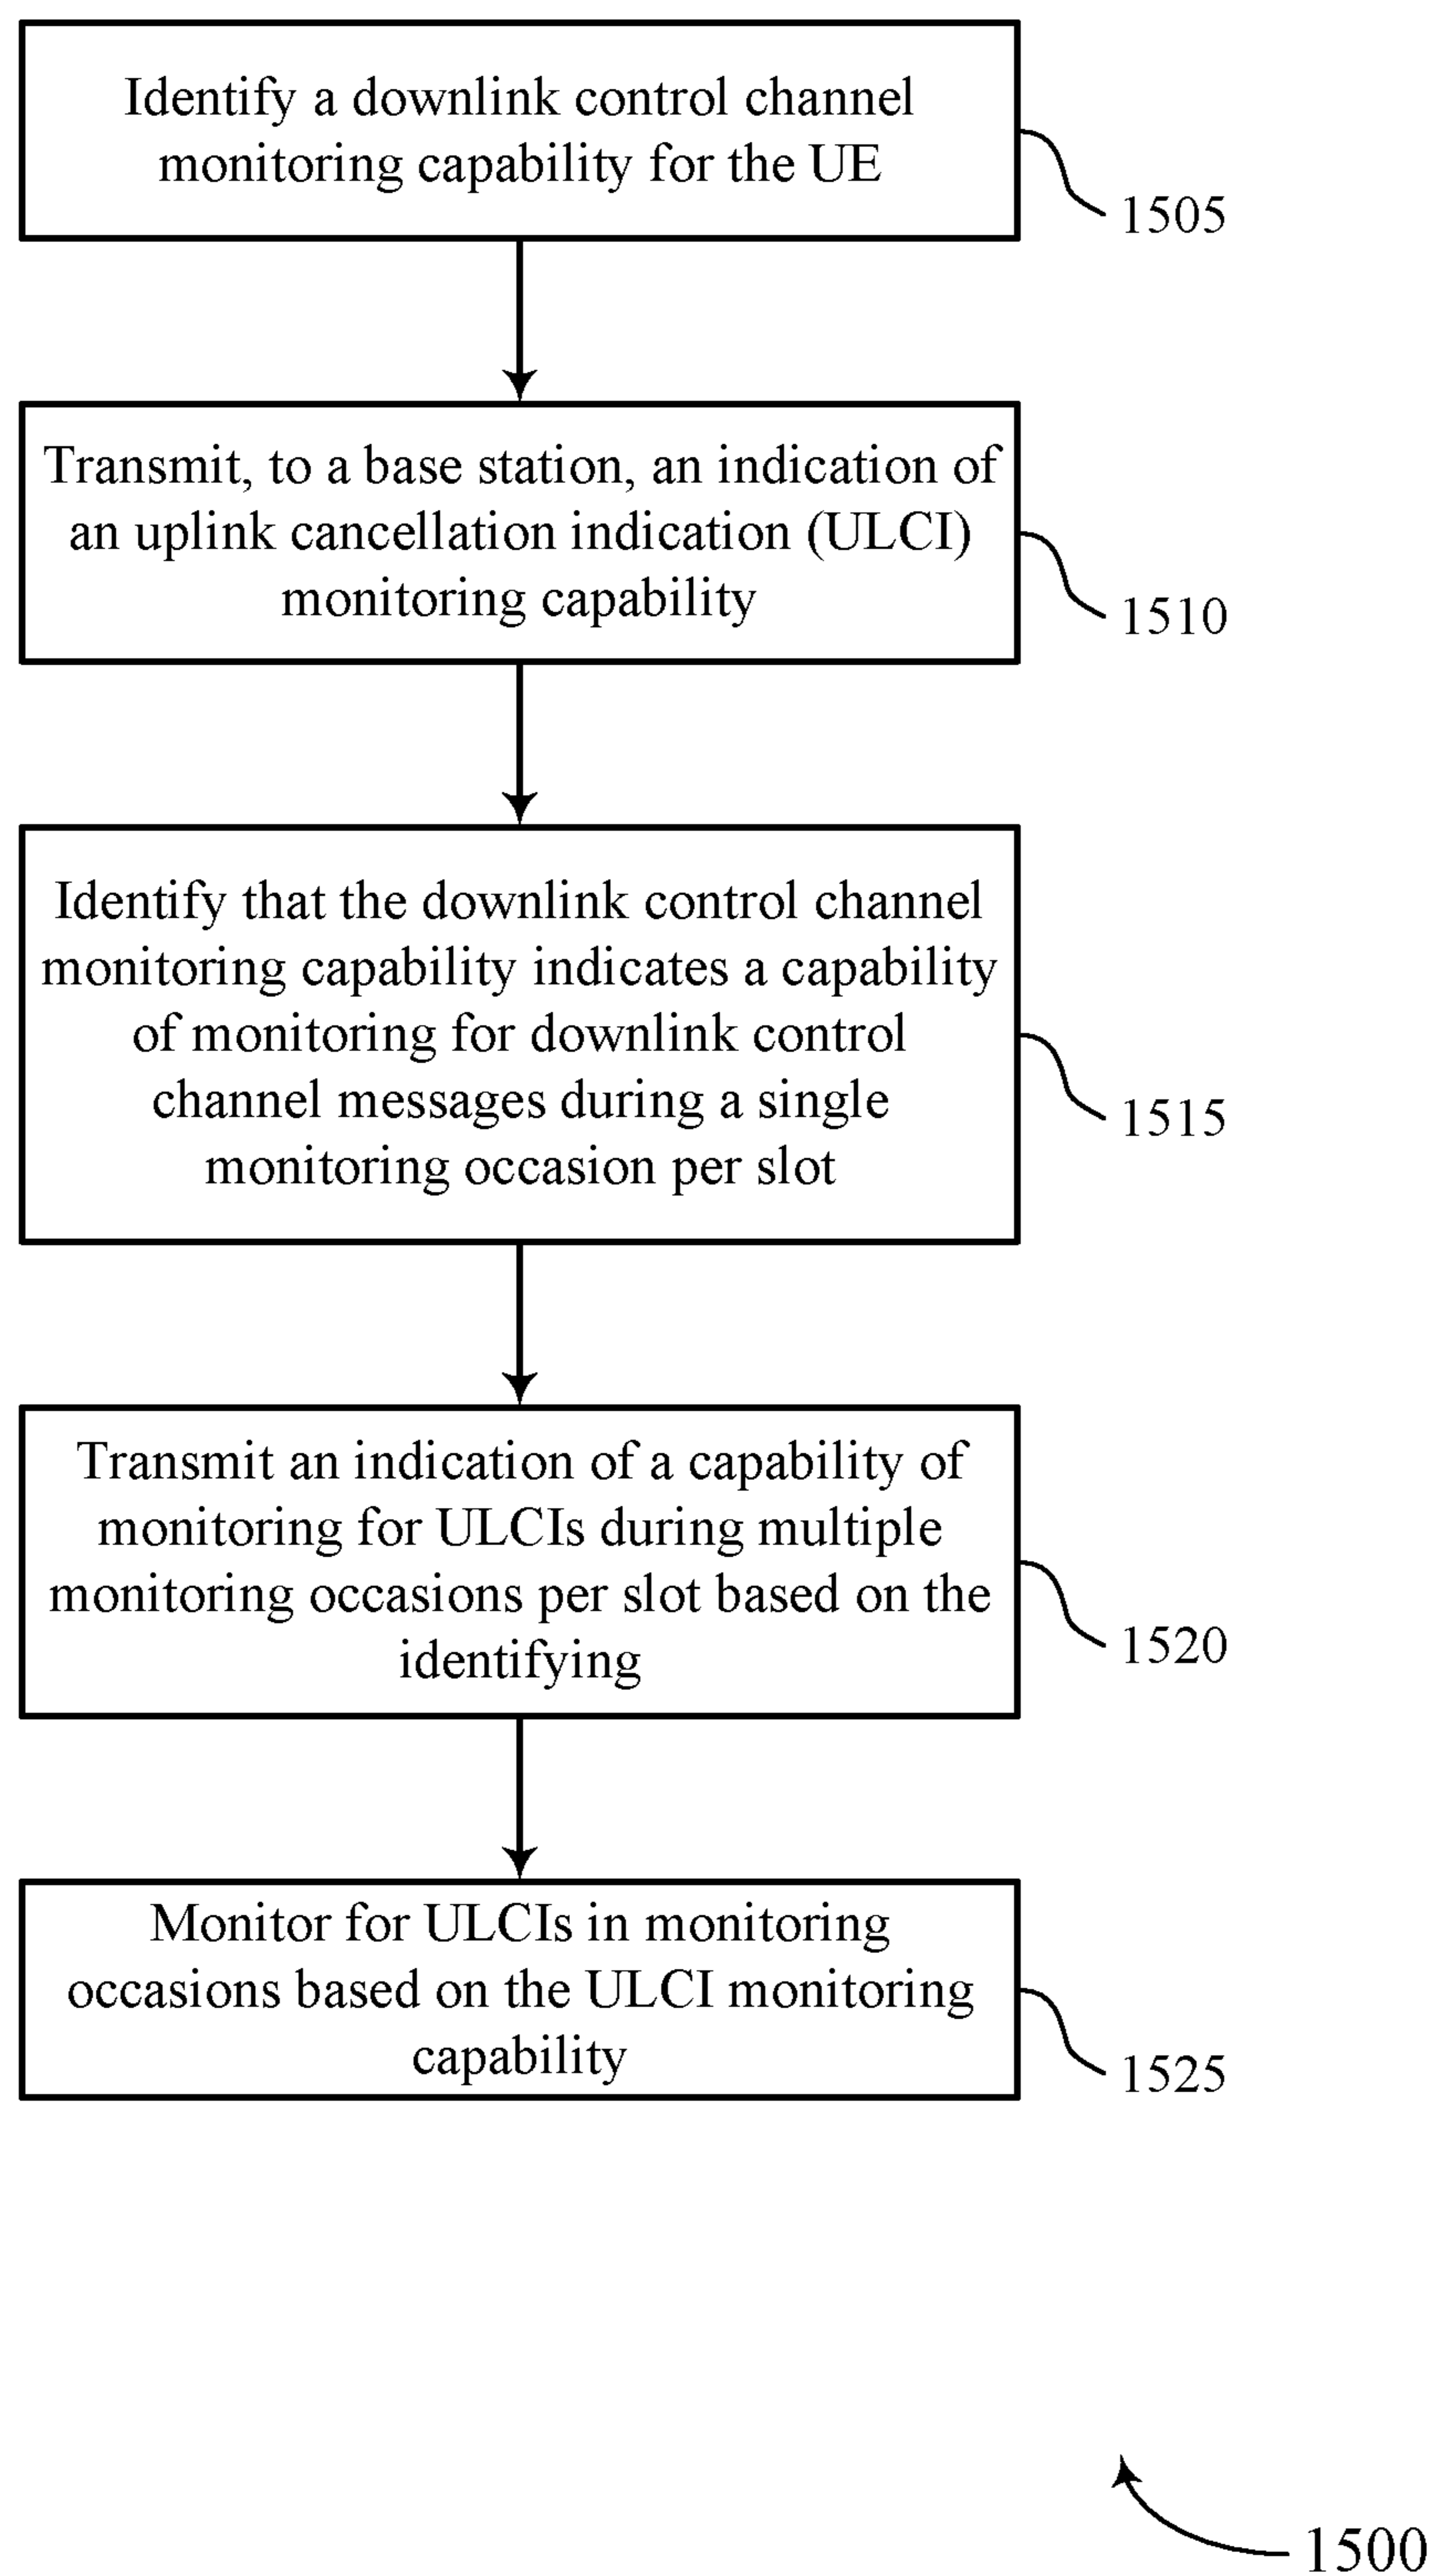 Identify a downlink control channel
monitoring capability for the UE
1505
Transmit, to a base station, an indication of
an uplink cancellation indication (ULCI)
monitoring capability
1510
Identify that the downlink control channel
monitoring capability indicates a capability
of monitoring for downlink control
channel messages during a single
monitoring occasion per slot
1515
Transmit an indication of a capability of
monitoring for ULCIs during multiple
monitoring occasions per slot based on the
identifying
1520
Monitor for ULCIs in monitoring
occasions based on the ULCI monitoring
capability
1525
1500